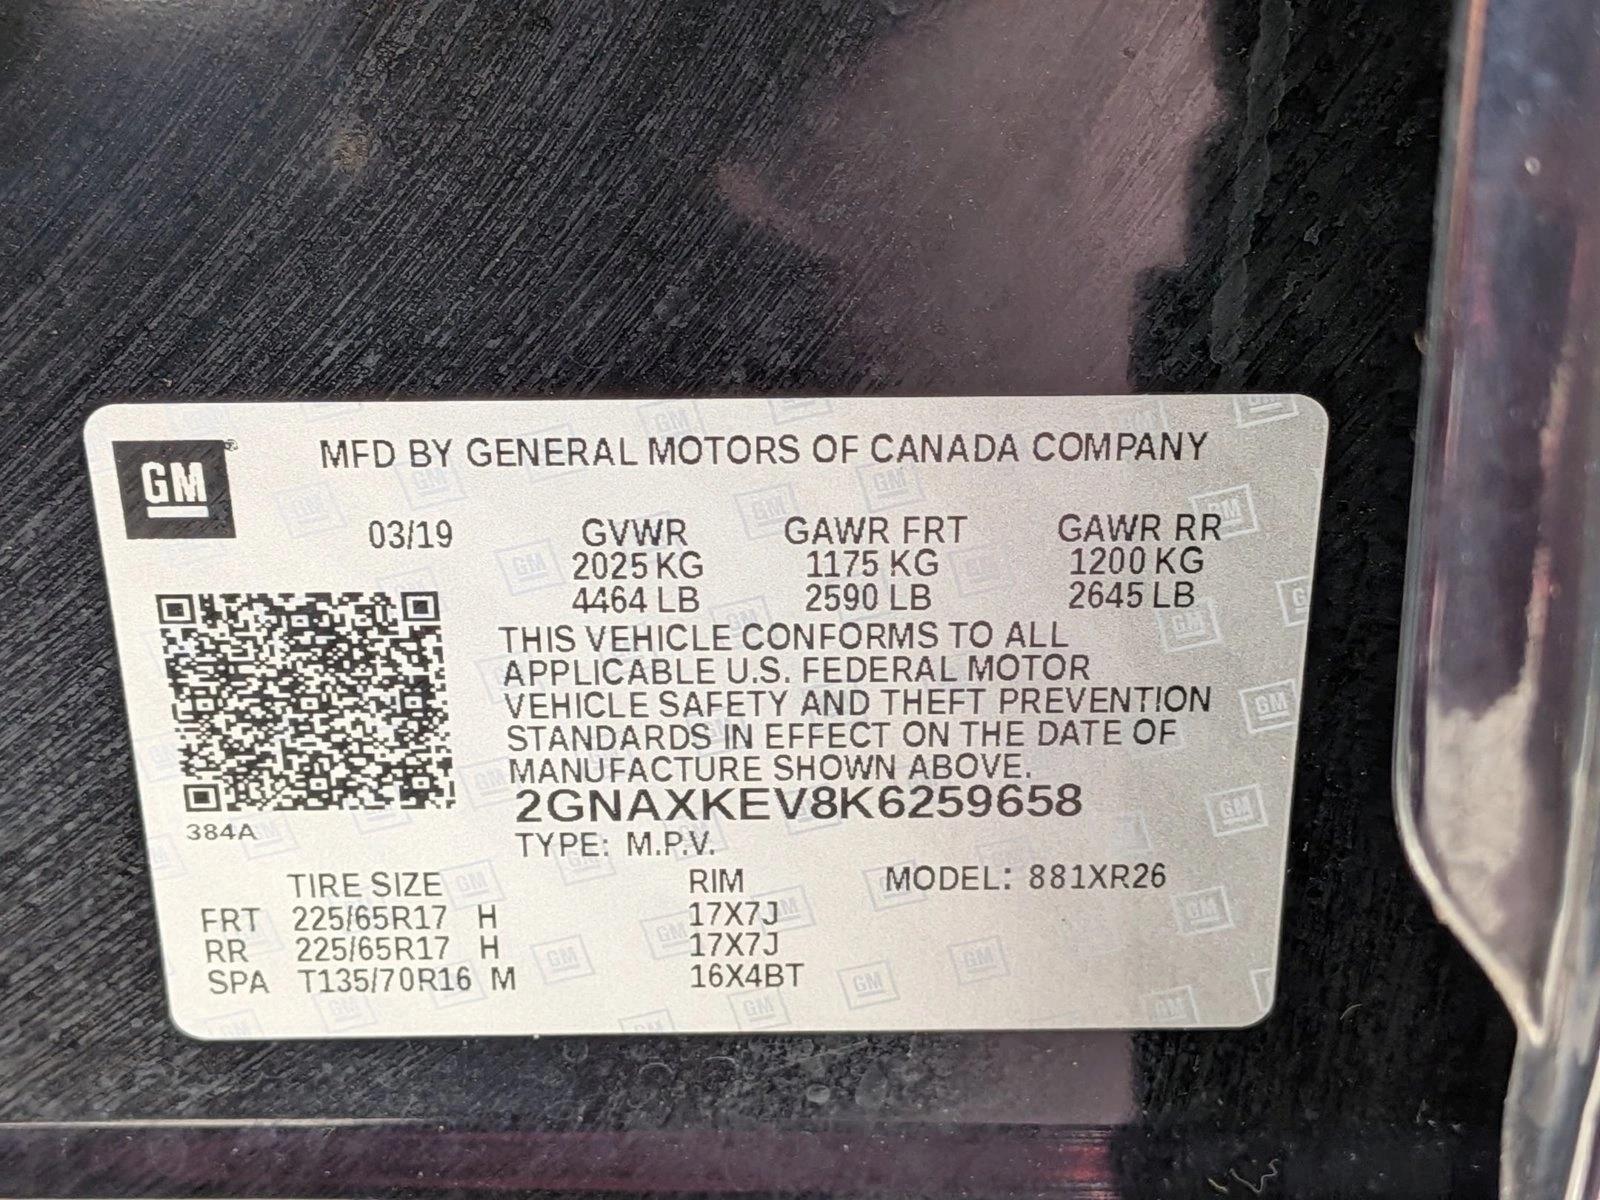 GM
MFD BY GENERAL MOTORS OF CANADA COMPANY
03/19 GVWR GAWR FRT GAWR RR
2025 KG 1175 KG 1200 KG
4464 LB 2590 LB 2645 LB
THIS VEHICLE CONFORMS TO ALL
APPLICABLE U.S. FEDERAL MOTOR
VEHICLE SAFETY AND THEFT PREVENTION
STANDARDS IN EFFECT ON THE DATE OF
MANUFACTURE SHOWN ABOVE.
2GNAXKEV8K6259658
384A
TYPE: M.P.V.
TIRE SIZE RIM MODEL: 881XR26
FRT 225/65R17 H 17X7J
RR 225/65R17 H 17X7J
SPA T135/70R16 M 16X4BT